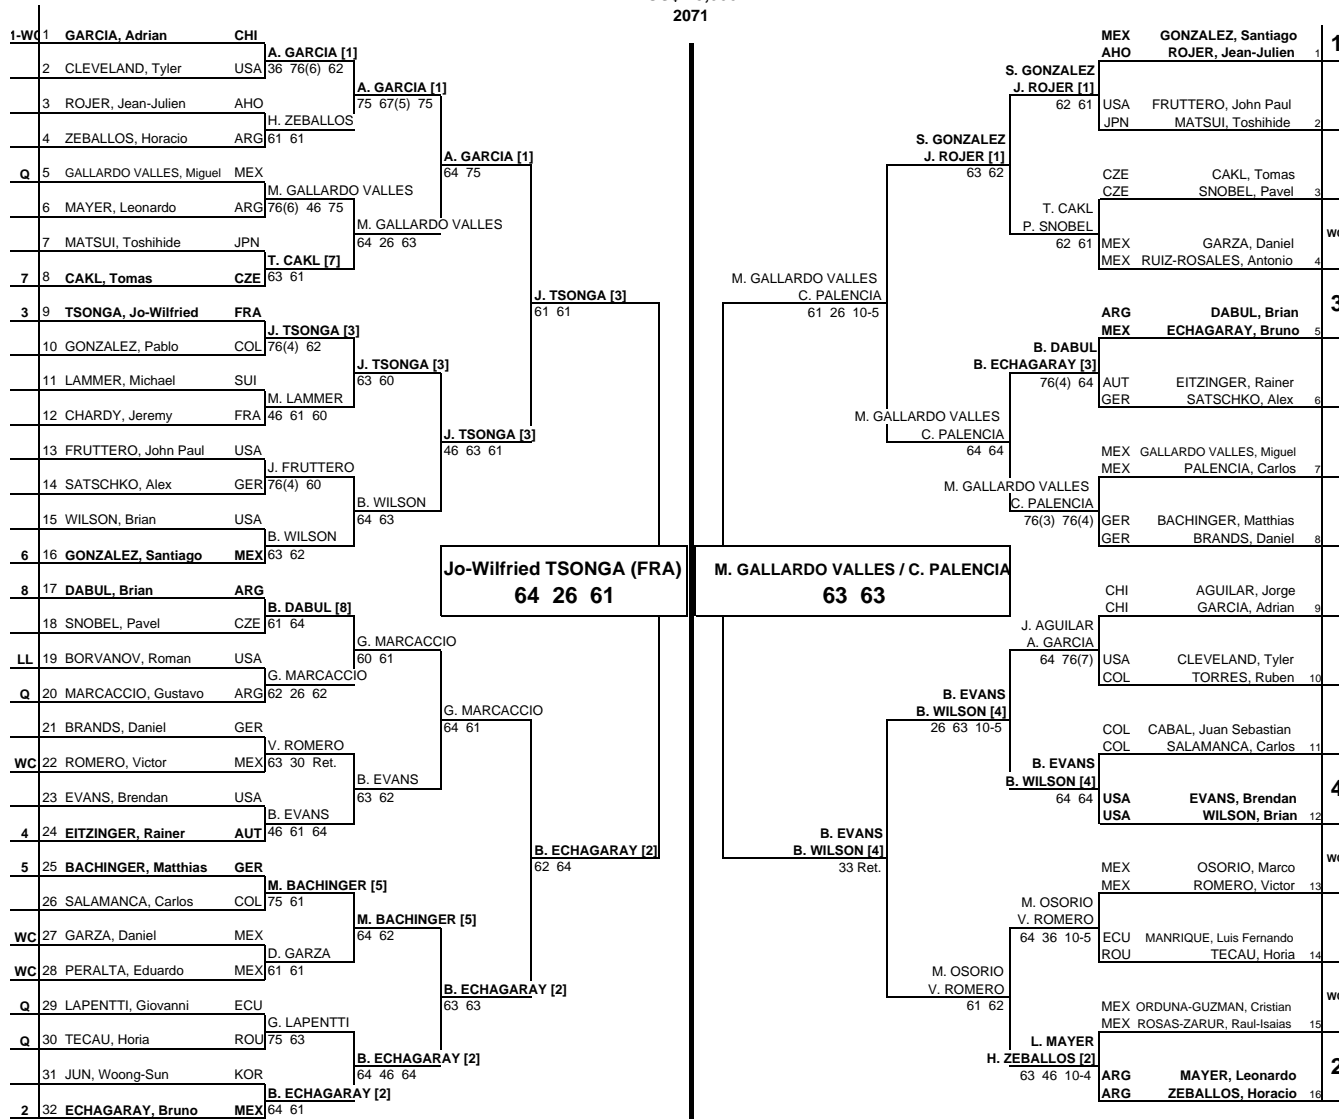 2071
1-WC 1 GARCIA, Adrian CHI
2 CLEVELAND, Tyler USA
3 ROJER, Jean-Julien AHO
4 ZEBALLOS, Horacio ARG
Q 5 GALLARDO VALLES, Miguel MEX
6 MAYER, Leonardo ARG
7 MATSUI, Toshihide JPN
7 8 CAKL, Tomas CZE
3 9 TSONGA, Jo-Wilfried FRA
10 GONZALEZ, Pablo COL
11 LAMMER, Michael SUI
12 CHARDY, Jeremy FRA
13 FRUTTERO, John Paul USA
14 SATSCHKO, Alex GER
15 WILSON, Brian USA
6 16 GONZALEZ, Santiago MEX
8 17 DABUL, Brian ARG
18 SNOBEL, Pavel CZE
LL 19 BORVANOV, Roman USA
Q 20 MARCACCIO, Gustavo ARG
21 BRANDS, Daniel GER
WC 22 ROMERO, Victor MEX
23 EVANS, Brendan USA
4 24 EITZINGER, Rainer AUT
5 25 BACHINGER, Matthias GER
26 SALAMANCA, Carlos COL
WC 27 GARZA, Daniel MEX
WC 28 PERALTA, Eduardo MEX
Q 29 LAPENTTI, Giovanni ECU
Q 30 TECAU, Horia ROU
31 JUN, Woong-Sun KOR
2 32 ECHAGARAY, Bruno MEX
A. GARCIA [1]
36 76(6) 62
H. ZEBALLOS
61 61
M. GALLARDO VALLES
76(6) 46 75
T. CAKL [7]
63 61
J. TSONGA [3]
76(4) 62
M. LAMMER
46 61 60
J. FRUTTERO
76(4) 60
B. WILSON
63 62
B. DABUL [8]
61 64
G. MARCACCIO
62 26 62
V. ROMERO
63 30 Ret.
B. EVANS
46 61 64
M. BACHINGER [5]
75 61
D. GARZA
61 61
G. LAPENTTI
75 63
B. ECHAGARAY [2]
64 61
A. GARCIA [1]
75 67(5) 75
M. GALLARDO VALLES
64 26 63
J. TSONGA [3]
63 60
B. WILSON
64 63
G. MARCACCIO
60 61
B. EVANS
63 62
M. BACHINGER [5]
64 62
B. ECHAGARAY [2]
64 46 64
A. GARCIA [1]
64 75
J. TSONGA [3]
46 63 61
G. MARCACCIO
64 61
B. ECHAGARAY [2]
63 63
J. TSONGA [3]
61 61
B. ECHAGARAY [2]
62 64
Jo-Wilfried TSONGA (FRA)
64 26 61
M. GALLARDO VALLES / C. PALENCIA
63 63
M. GALLARDO VALLES
C. PALENCIA
61 26 10-5
B. EVANS
B. WILSON [4]
33 Ret.
S. GONZALEZ
J. ROJER [1]
63 62
M. GALLARDO VALLES
C. PALENCIA
64 64
B. EVANS
B. WILSON [4]
26 63 10-5
M. OSORIO
V. ROMERO
61 62
S. GONZALEZ
J. ROJER [1]
62 61
T. CAKL
P. SNOBEL
62 61
B. DABUL
B. ECHAGARAY [3]
76(4) 64
M. GALLARDO VALLES
C. PALENCIA
76(3) 76(4)
J. AGUILAR
A. GARCIA
64 76(7)
B. EVANS
B. WILSON [4]
64 64
M. OSORIO
V. ROMERO
64 36 10-5
L. MAYER
H. ZEBALLOS [2]
63 46 10-4
MEX GONZALEZ, Santiago
AHO ROJER, Jean-Julien 1
1
USA FRUTTERO, John Paul
JPN MATSUI, Toshihide 2
CZE CAKL, Tomas
CZE SNOBEL, Pavel 3
MEX GARZA, Daniel
MEX RUIZ-ROSALES, Antonio 4
ARG DABUL, Brian
MEX ECHAGARAY, Bruno 5
3
AUT EITZINGER, Rainer
GER SATSCHKO, Alex 6
MEX GALLARDO VALLES, Miguel
MEX PALENCIA, Carlos 7
GER BACHINGER, Matthias
GER BRANDS, Daniel 8
CHI AGUILAR, Jorge
CHI GARCIA, Adrian 9
USA CLEVELAND, Tyler
COL TORRES, Ruben 10
COL CABAL, Juan Sebastian
COL SALAMANCA, Carlos 11
USA EVANS, Brendan
USA WILSON, Brian 12
4
MEX OSORIO, Marco
MEX ROMERO, Victor 13
ECU MANRIQUE, Luis Fernando
ROU TECAU, Horia 14
MEX ORDUNA-GUZMAN, Cristian
MEX ROSAS-ZARUR, Raul-Isaias 15
ARG MAYER, Leonardo
ARG ZEBALLOS, Horacio 16
2